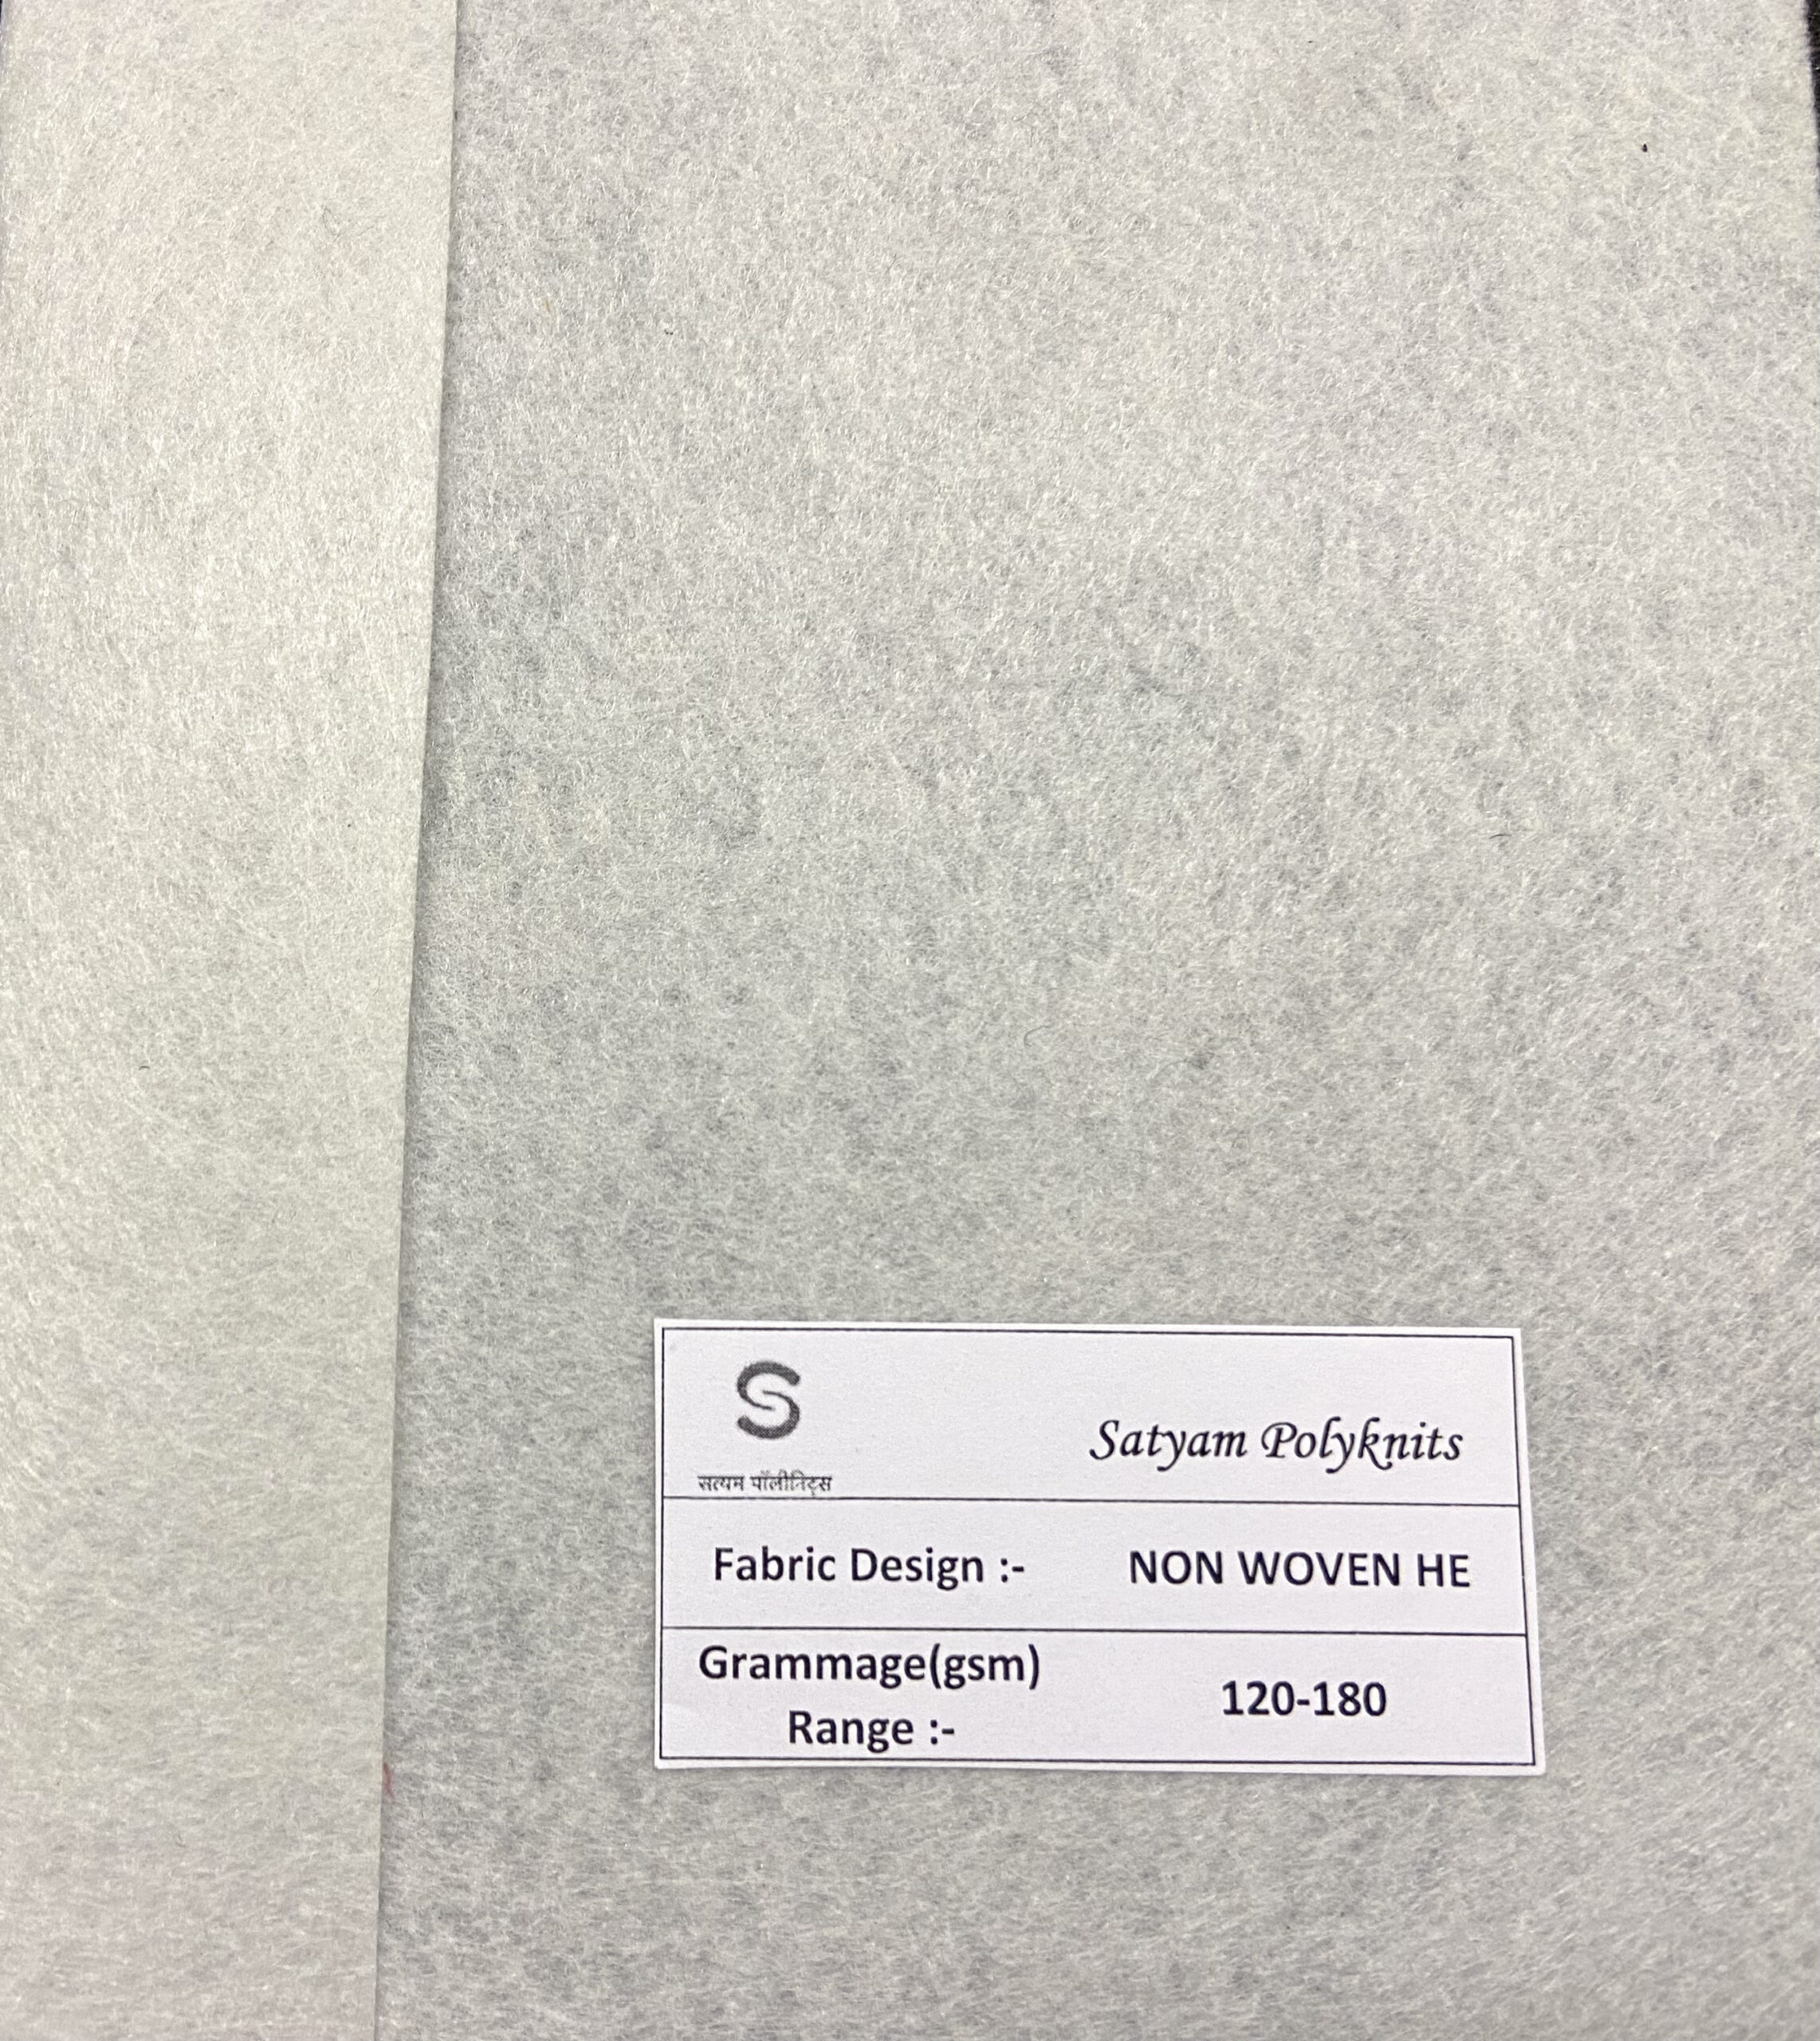 S
सत्यम पॉलीनिट्स
Satyam Polyknits
Fabric Design :- NON WOVEN HE
Grammage(gsm)
Range :- 120-180